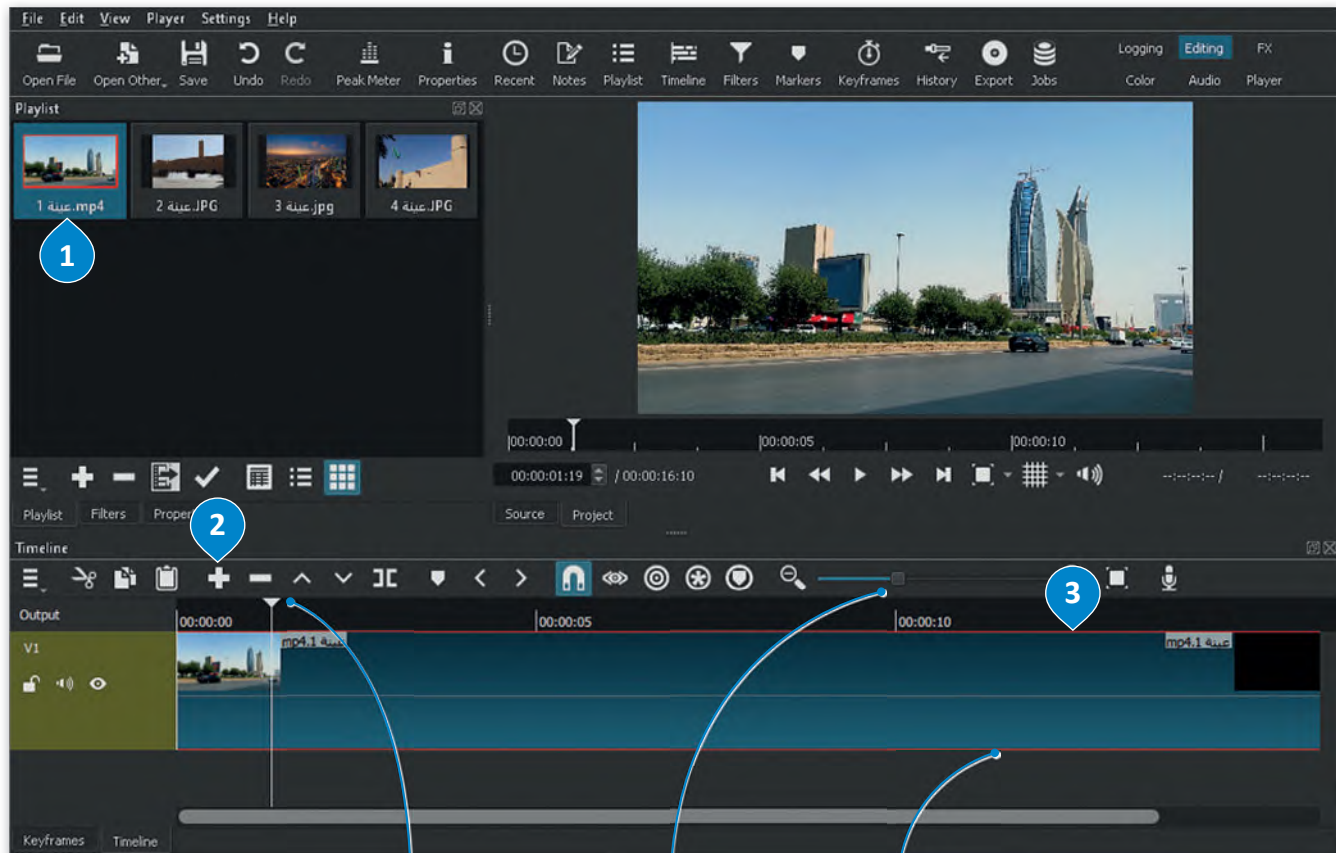 File Edit View Player Settings Help
Open File Open Other... Save Undo Redo Peak Meter Properties Recent Notes Playlist Timeline Filters Markers Keyframes History Export Jobs
Logging Editing FX
Color Audio Player
Playlist
عينة 1.mp4
عينة 2.JPG
عينة 3.jpg
عينة 4.JPG
1
00:00:00 00:00:05 00:00:10
00:00:01:19 / 00:00:16:10 --:--:--:-- / --:--:--:--
Playlist Filters
2
Source Project
Timeline
3
Output 00:00:00 00:00:05 00:00:10
V1
عينة 1.mp4
عينة 1.mp4
Keyframes Timeline